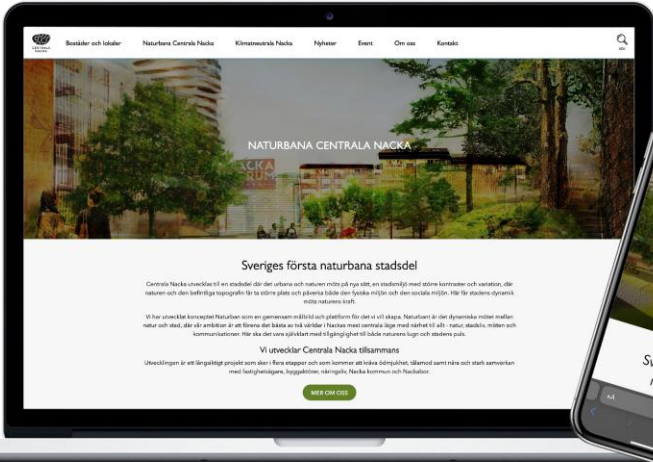 CENTRALA
NACKA
Bostäder och lokaler
Naturbana Centrala Nacka
Klimatneutrala Nacka
Nyheter
Event
Om oss
Kontakt
SÖK
NATURBANA CENTRALA NACKA
Sveriges första naturbana stadsdel
Centrala Nacka utvecklas till en stadsdel där det urbana och naturen möts på nya sätt, en stadsmiljö med större kontraster och variation, där
naturen och den befintliga topografin får ta större plats och påverka både den fysiska miljön och den sociala miljön. Här får stadens dynamik
möta naturens kraft.
Vi har utvecklat konceptet Naturban som en gemensam målbild och plattform för det vi vill skapa. Naturbant är det dynamiska mötet mellan
natur och stad, där vår ambition är att förena det bästa av två världar i Nackas mest centrala läge med närhet till allt - natur, stadsliv, möten och
kommunikationer. Här ska det vara självklart med tillgänglighet till både naturens lugn och stadens puls.
Vi utvecklar Centrala Nacka tillsammans
Utvecklingen är ett långsiktigt projekt som sker i flera etapper och som kommer att kräva ödmjukhet, tålamod samt nära och stark samverkan
med fastighetsägare, byggaktörer, näringsliv, Nacka kommun och Nackabor.
MER OM OSS